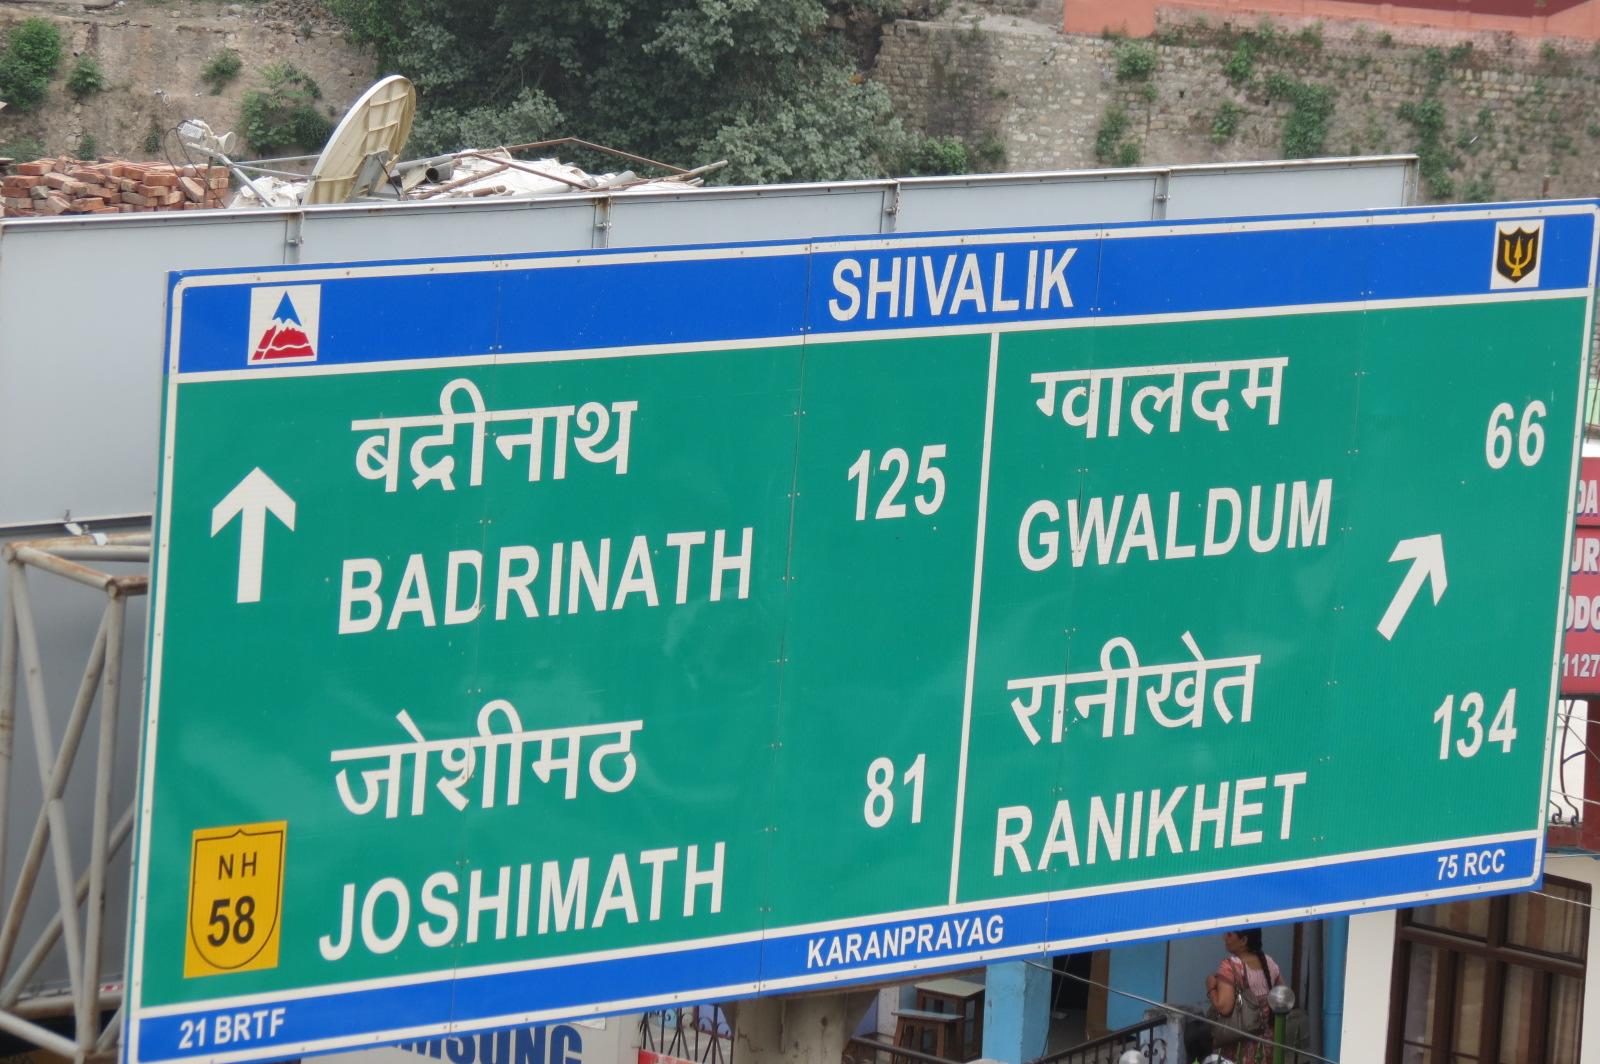 SHIVALIK
बद्रीनाथ
BADRINATH 125
जोशीमठ
JOSHIMATH 81
NH
58
ग्वालदम 66
GWALDUM
रानीखेत 134
RANIKHET
21 BRTF
KARANPRAYAG
75 RCC
1127